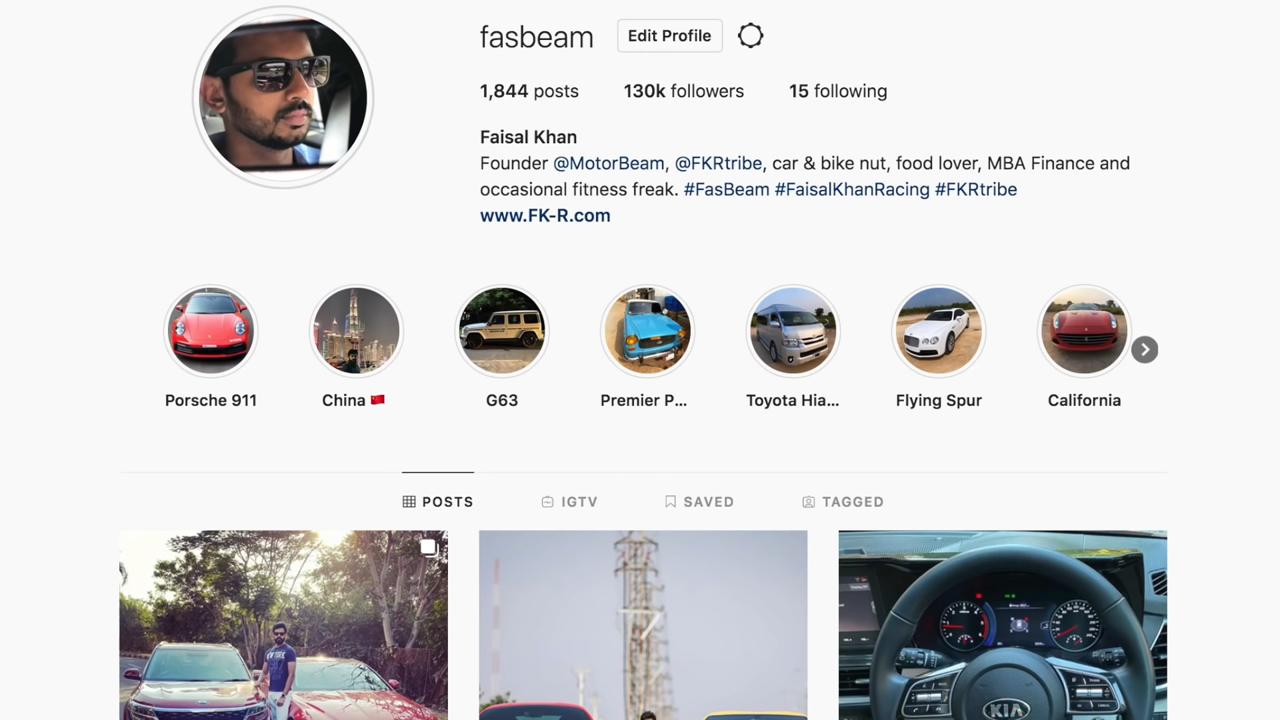 fasbeam Edit Profile
1,844 posts 130k followers 15 following
Faisal Khan
Founder @MotorBeam, @FKRtribe, car & bike nut, food lover, MBA Finance and
occasional fitness freak. #FasBeam #FaisalKhanRacing #FKRtribe
www.FK-R.com
Porsche 911 China G63 Premier P... Toyota Hia... Flying Spur California
POSTS IGTV SAVED TAGGED
KIA